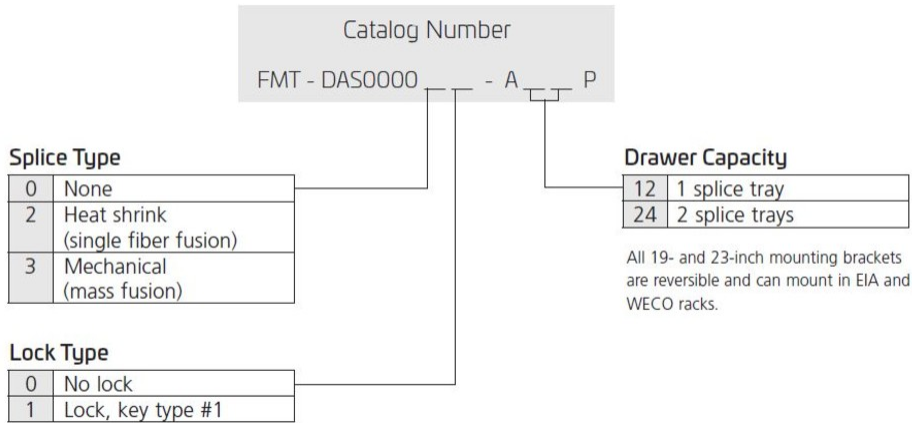 Catalog Number
FMT - DAS0000 _ _ - A _ _ P
Splice Type
0 None
2 Heat shrink
(single fiber fusion)
3 Mechanical
(mass fusion)
Lock Type
0 No lock
1 Lock, key type #1
Drawer Capacity
12 1 splice tray
24 2 splice trays
All 19- and 23-inch mounting brackets
are reversible and can mount in EIA and
WECO racks.